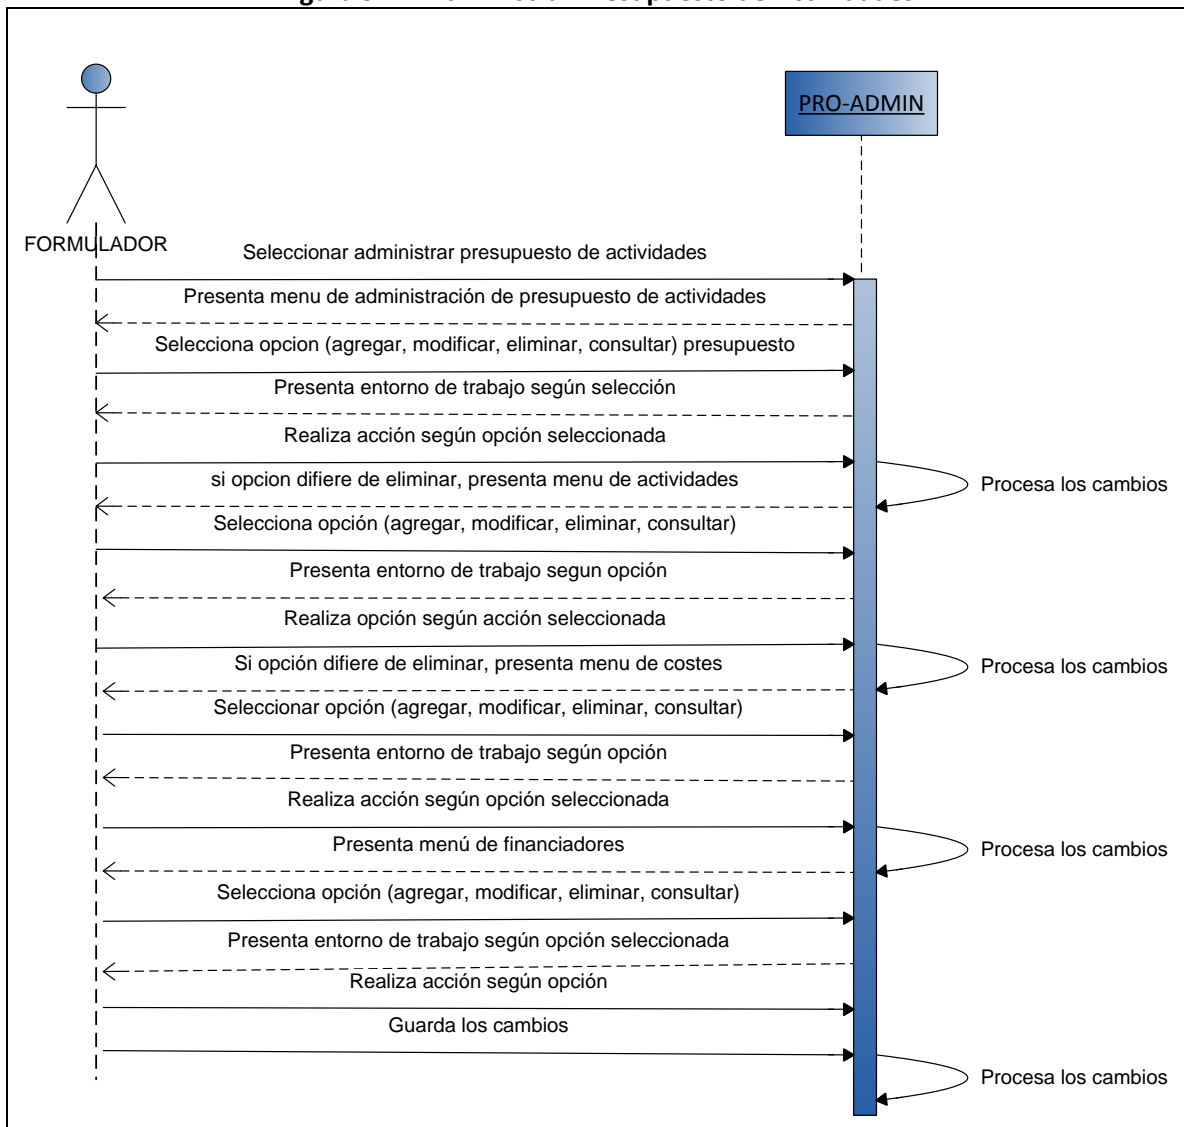 PRO-ADMIN
FORMULADOR
Seleccionar administrar presupuesto de actividades
Presenta menu de administración de presupuesto de actividades
Selecciona opcion (agregar, modificar, eliminar, consultar) presupuesto
Presenta entorno de trabajo según selección
Realiza acción según opción seleccionada
si opcion difiere de eliminar, presenta menu de actividades
Procesa los cambios
Selecciona opción (agregar, modificar, eliminar, consultar)
Presenta entorno de trabajo segun opción
Realiza opción según acción seleccionada
Si opción difiere de eliminar, presenta menu de costes
Procesa los cambios
Seleccionar opción (agregar, modificar, eliminar, consultar)
Presenta entorno de trabajo según opción
Realiza acción según opción seleccionada
Presenta menú de financiadores
Procesa los cambios
Selecciona opción (agregar, modificar, eliminar, consultar)
Presenta entorno de trabajo según opción seleccionada
Realiza acción según opción
Guarda los cambios
Procesa los cambios